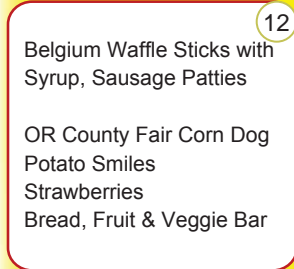 12
Belgium Waffle Sticks with
Syrup, Sausage Patties
OR County Fair Corn Dog
Potato Smiles
Strawberries
Bread, Fruit & Veggie Bar